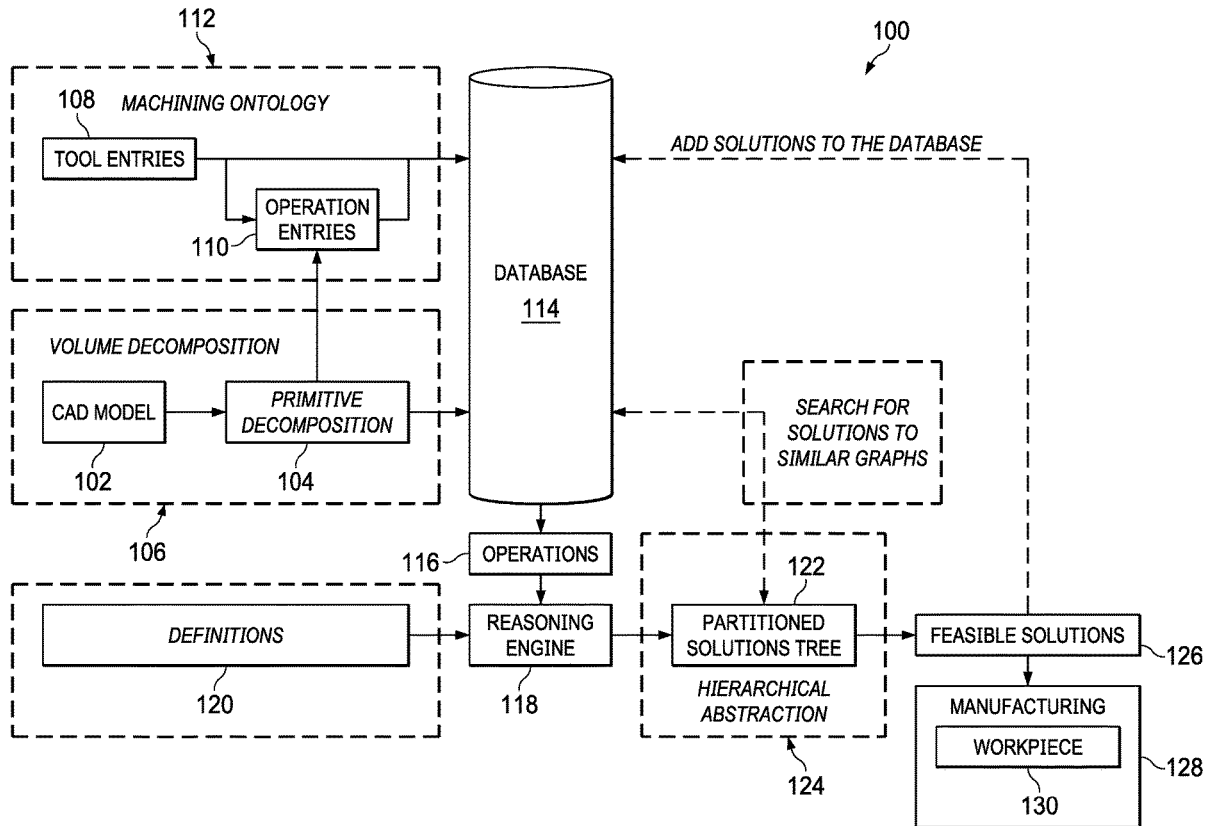 112
100
108
MACHINING ONTOLOGY
TOOL ENTRIES
ADD SOLUTIONS TO THE DATABASE
OPERATION
ENTRIES
110
DATABASE
114
VOLUME DECOMPOSITION
CAD MODEL
PRIMITIVE
DECOMPOSITION
102
104
106
SEARCH FOR
SOLUTIONS TO
SIMILAR GRAPHS
116
OPERATIONS
122
DEFINITIONS
120
REASONING
ENGINE
118
PARTITIONED
SOLUTIONS TREE
HIERARCHICAL
ABSTRACTION
124
FEASIBLE SOLUTIONS
126
MANUFACTURING
WORKPIECE
128
130